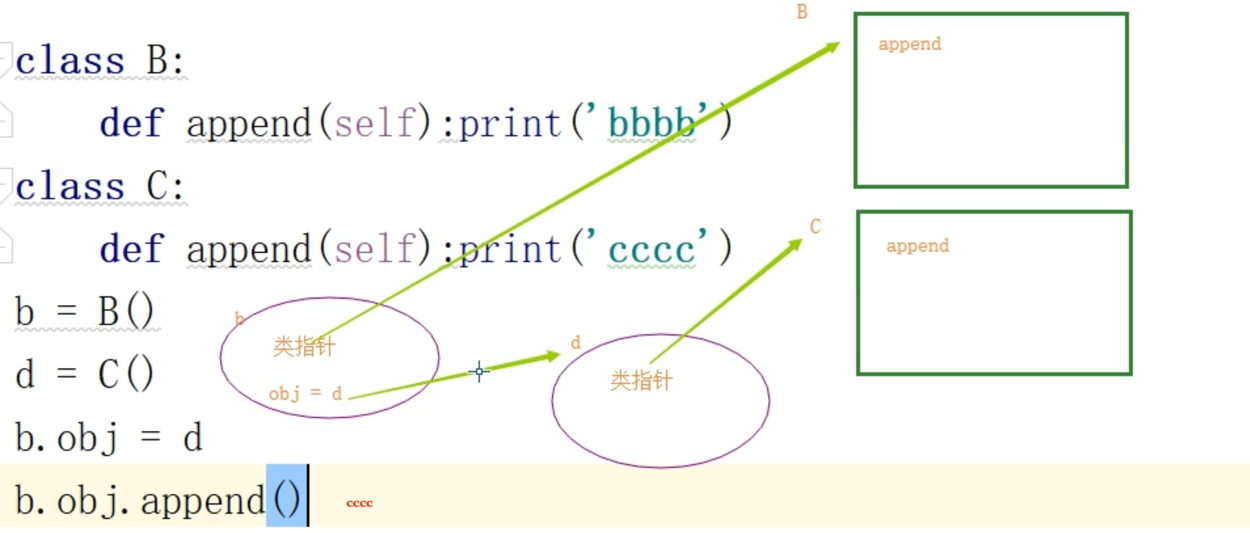 B
append
class B:
def append(self):print('bbbb')
class C:
C
append
def append(self):print('cccc')
b = B()
b
类指针
d
类指针
d = C()
obj = d
b.obj = d
b.obj.append()
cccc